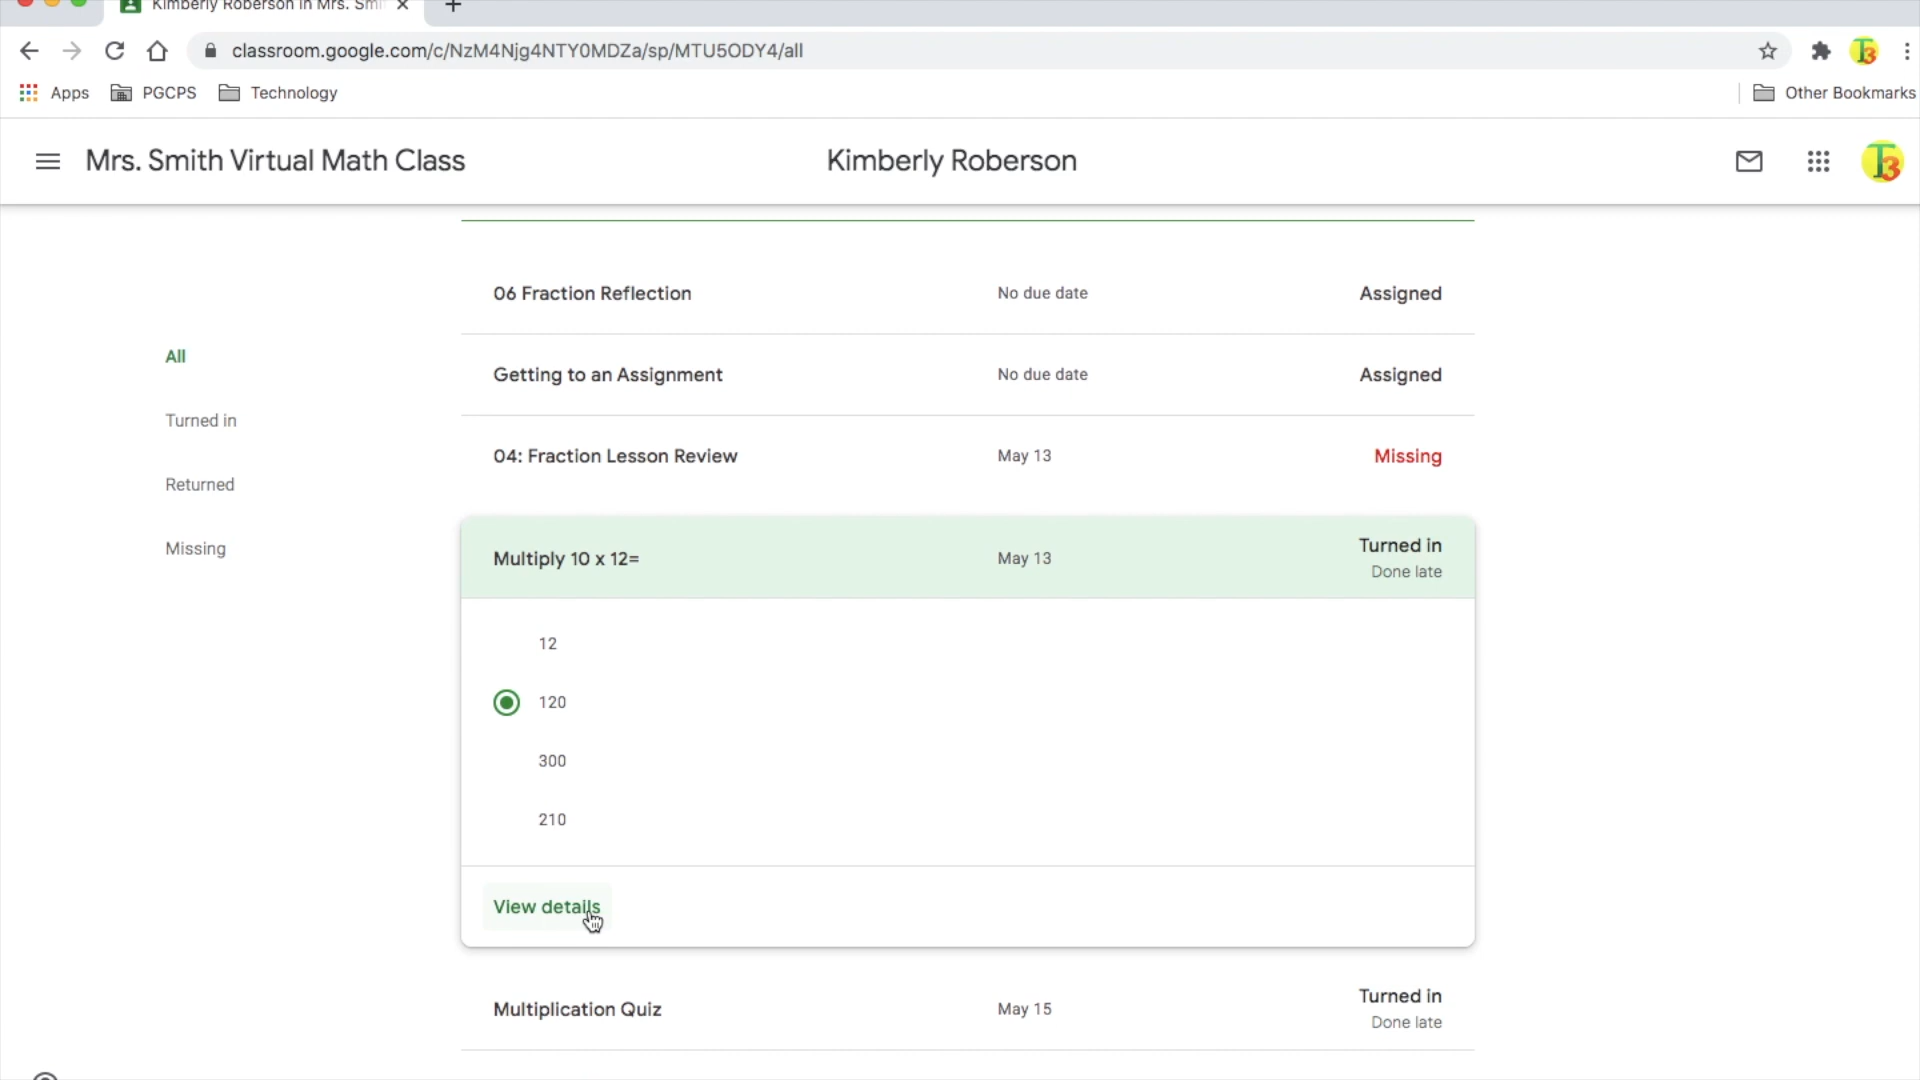 Kimberly Roberson in Mrs. Smi
classroom.google.com/c/NzM4Njg4NTY0MDZa/sp/MTU5ODY4/all
Apps PGCPS Technology Other Bookmarks
Mrs. Smith Virtual Math Class Kimberly Roberson T3
06 Fraction Reflection No due date Assigned
All
Getting to an Assignment No due date Assigned
Turned in
04: Fraction Lesson Review May 13 Missing
Returned
Missing
Multiply 10 x 12= May 13 Turned in
Done late
12
120
300
210
View details
Multiplication Quiz May 15 Turned in
Done late